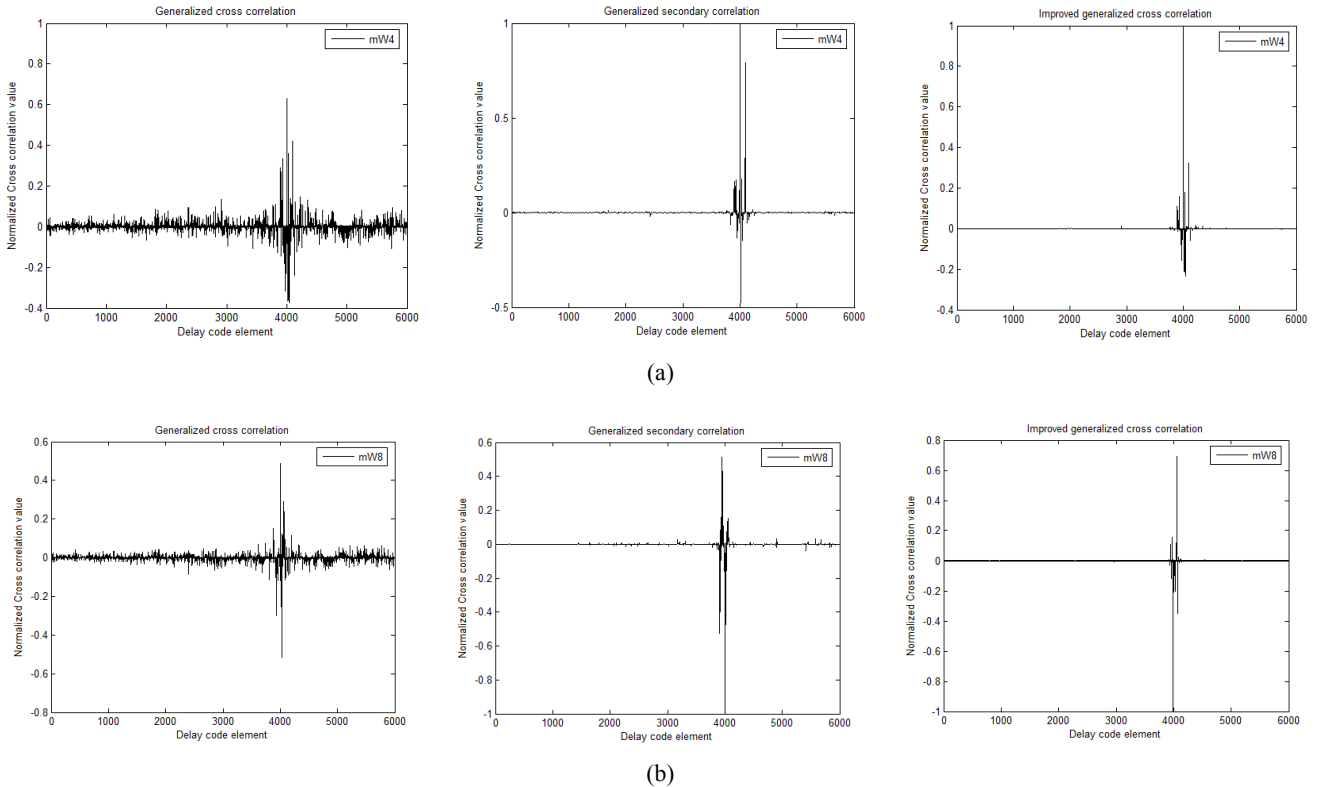 Generalized cross correlation
mW4
Normalized Cross correlation value
1
0.8
0.6
0.4
0.2
0
-0.2
-0.4
0 1000 2000 3000 4000 5000 6000
Delay code element
Generalized secondary correlation
mW4
Normalized Cross correlation value
1
0.5
0
-0.5
0 1000 2000 3000 4000 5000 6000
Delay code element
Improved generalized cross correlation
mW4
Normalized Cross correlation value
1
0.8
0.6
0.4
0.2
0
-0.2
-0.4
0 1000 2000 3000 4000 5000 6000
Delay code element
(a)
Generalized cross correlation
mW8
Normalized Cross correlation value
0.6
0.4
0.2
0
-0.2
-0.4
-0.6
-0.8
0 1000 2000 3000 4000 5000 6000
Delay code element
Generalized secondary correlation
mW8
Normalized Cross correlation value
0.6
0.4
0.2
0
-0.2
-0.4
-0.6
-0.8
-1
0 1000 2000 3000 4000 5000 6000
Delay code element
Improved generalized cross correlation
mW8
Normalized Cross correlation value
0.8
0.6
0.4
0.2
0
-0.2
-0.4
-0.6
-0.8
-1
0 1000 2000 3000 4000 5000 6000
Delay code element
(b)